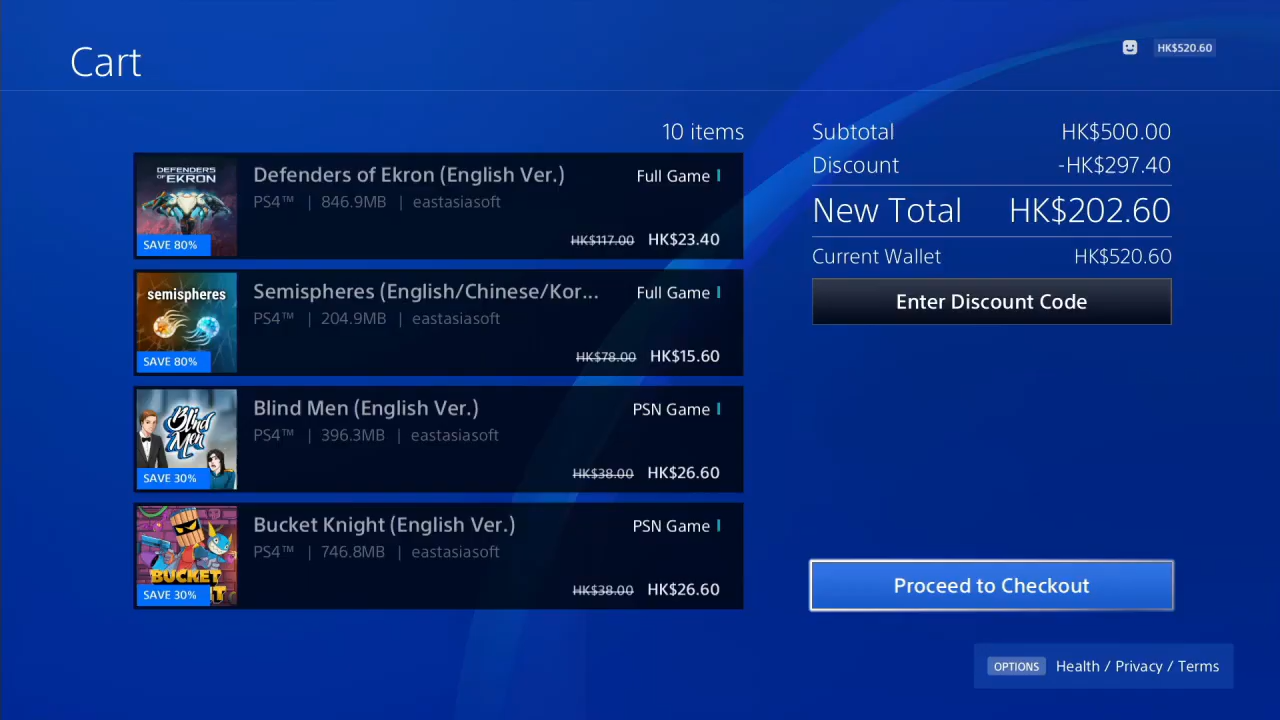 Cart
HK$520.60
10 items
DEFENDERS
OF EKRON
SAVE 80%
Defenders of Ekron (English Ver.)
Full Game
PS4™ | 846.9MB | eastasiasoft
HK$117.00 HK$23.40
semispheres
SAVE 80%
Semispheres (English/Chinese/Kor...
Full Game
PS4™ | 204.9MB | eastasiasoft
HK$78.00 HK$15.60
Blind
Men
SAVE 30%
Blind Men (English Ver.)
PSN Game
PS4™ | 396.3MB | eastasiasoft
HK$38.00 HK$26.60
BUCKET
SAVE 30%
Bucket Knight (English Ver.)
PSN Game
PS4™ | 746.8MB | eastasiasoft
HK$38.00 HK$26.60
Subtotal HK$500.00
Discount -HK$297.40
New Total HK$202.60
Current Wallet HK$520.60
Enter Discount Code
Proceed to Checkout
OPTIONS Health / Privacy / Terms